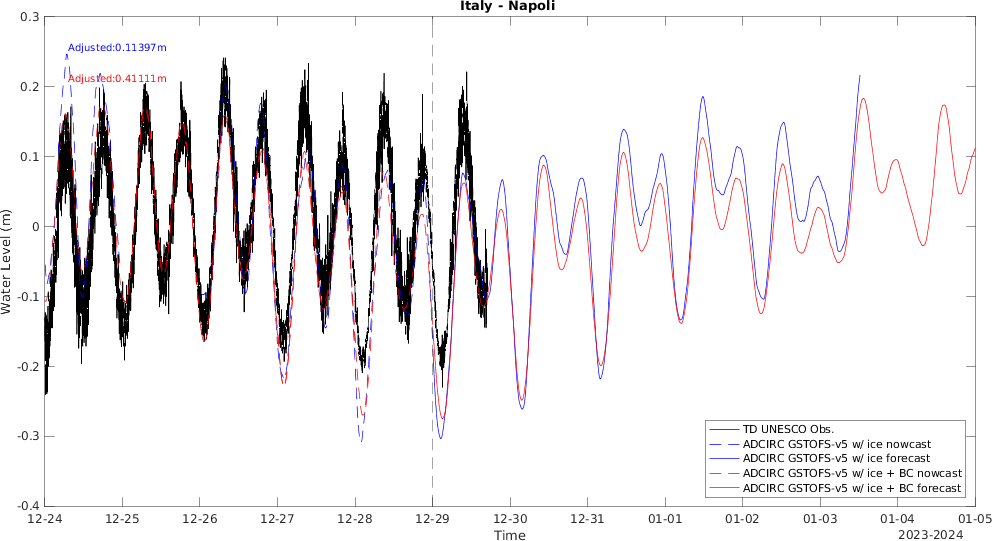 Italy - Napoli
0.3
Adjusted:0.11397m
Adjusted:0.41111m
0.2
0.1
0
-0.1
-0.2
-0.3
-0.4
Water Level (m)
TD UNESCO Obs.
ADCIRC GSTOFS-v5 w/ ice nowcast
ADCIRC GSTOFS-v5 w/ ice forecast
ADCIRC GSTOFS-v5 w/ ice + BC nowcast
ADCIRC GSTOFS-v5 w/ ice + BC forecast
12-24 12-25 12-26 12-27 12-28 12-29 12-30 12-31 01-01 01-02 01-03 01-04 01-05
Time
2023-2024